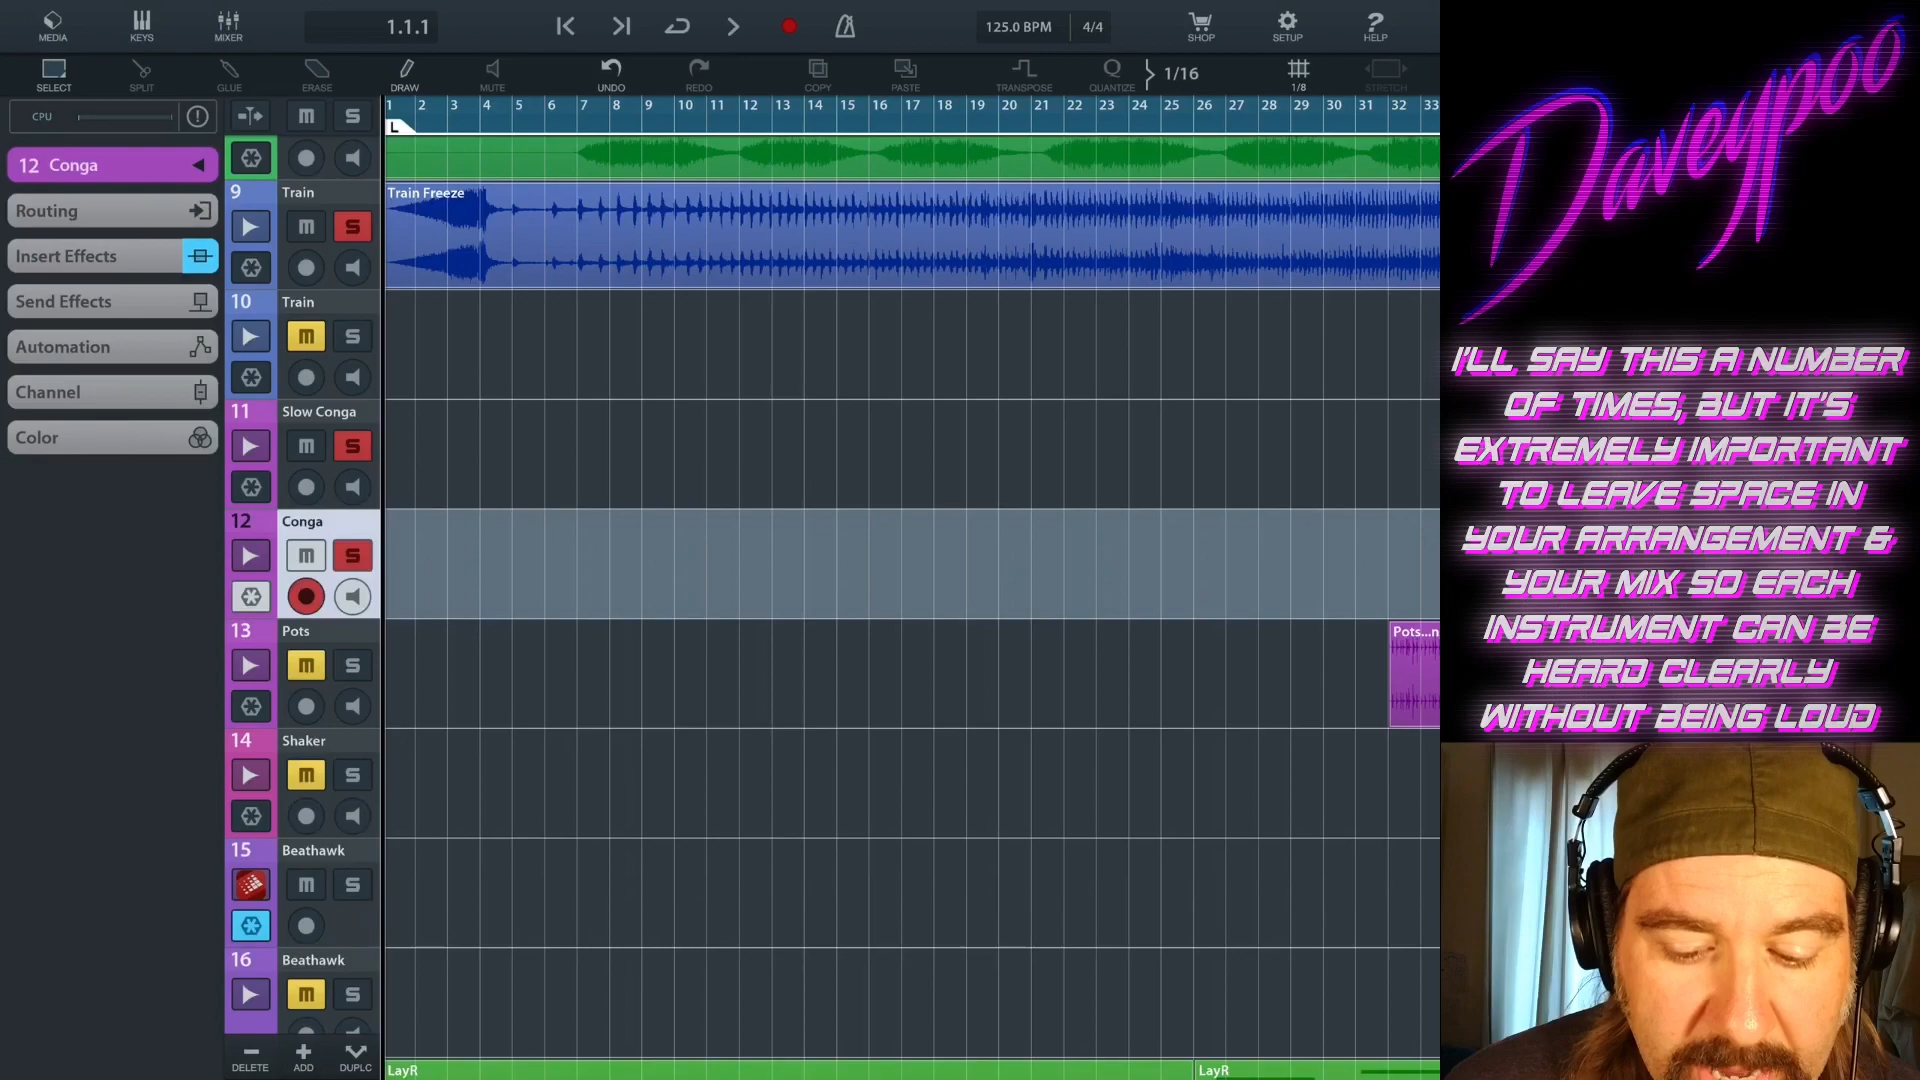 MEDIA
KEYS
MIXER
1.1.1
125.0 BPM
4/4
SHOP
SETUP
HELP
SELECT
SPLIT
GLUE
ERASE
DRAW
MUTE
UNDO
REDO
COPY
PASTE
TRANSPOSE
Q
QUANTIZE
1/16
1/8
STRETCH
CPU
M S
1 2 3 4 5 6 7 8 9 10 11 12 13 14 15 16 17 18 19 20 21 22 23 24 25 26 27 28 29 30 31 32 33
L
12 Conga
Routing
Insert Effects
Send Effects
Automation
Channel
Color
9 Train
M S
Train Freeze
10 Train
M S
11 Slow Conga
M S
12 Conga
M S
13 Pots
M S
Pots...n
14 Shaker
M S
15 Beathawk
M S
16 Beathawk
M S
DELETE
ADD
DUPLC
LayR
LayR
Daveypoo
I'LL SAY THIS A NUMBER
OF TIMES, BUT IT'S
EXTREMELY IMPORTANT
TO LEAVE SPACE IN
YOUR ARRANGEMENT &
YOUR MIX SO EACH
INSTRUMENT CAN BE
HEARD CLEARLY
WITHOUT BEING LOUD